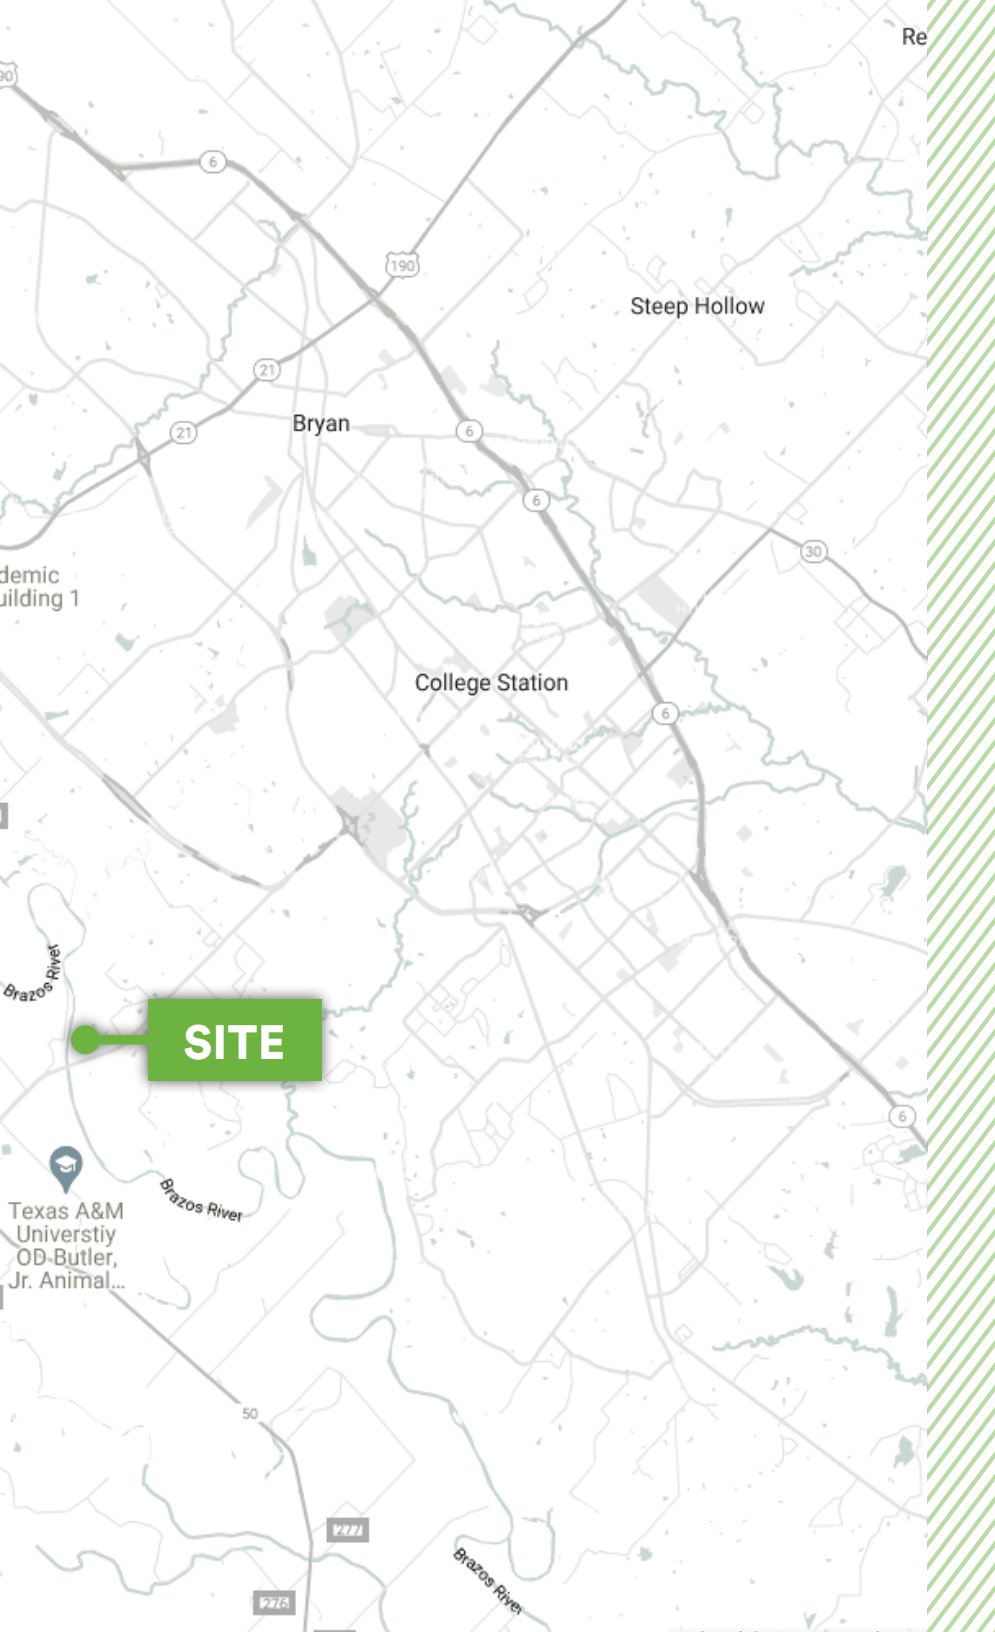 Re
90
6
190
Steep Hollow
21
Bryan
21
6
6
30
demic
uilding 1
College Station
6
Brazos River
SITE
6
Texas A&M
Universtiy
OD Butler,
Jr. Animal...
Brazos River
50
277
Brazos River
276